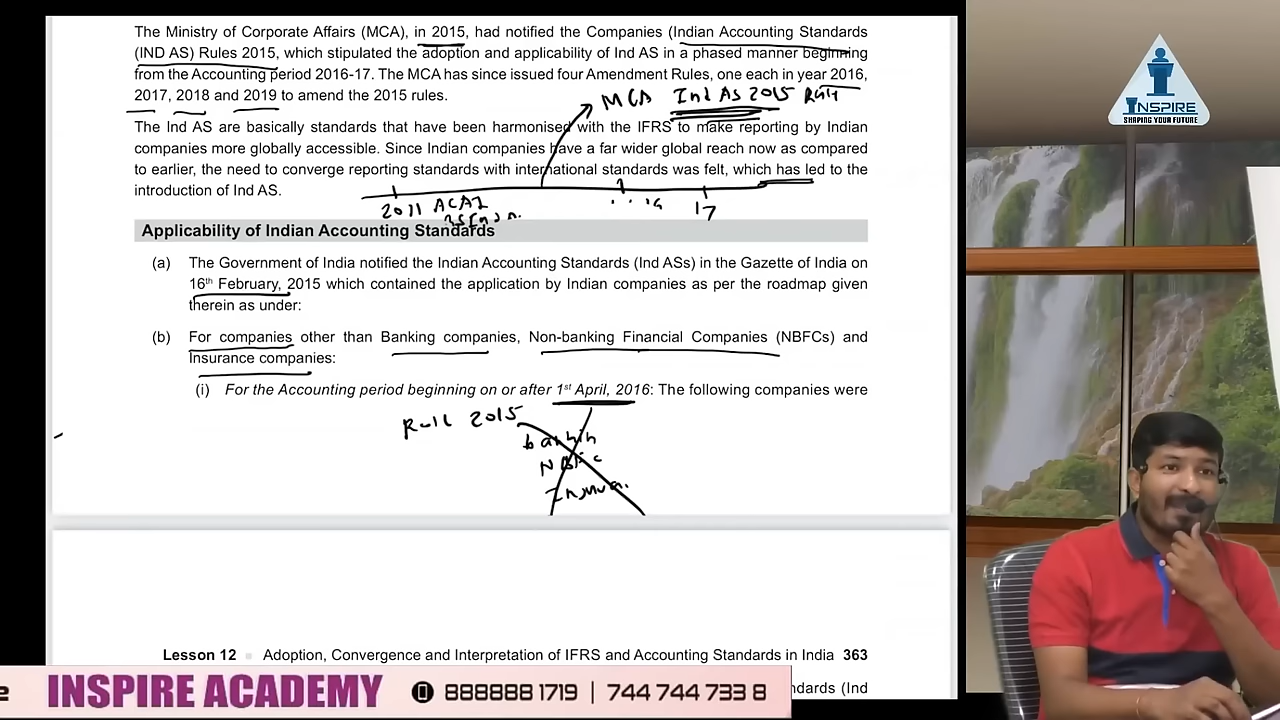 The Ministry of Corporate Affairs (MCA), in 2015, had notified the Companies (Indian Accounting Standards
(IND AS) Rules 2015, which stipulated the adoption and applicability of Ind AS in a phased manner beginning
from the Accounting period 2016-17. The MCA has since issued four Amendment Rules, one each in year 2016,
2017, 2018 and 2019 to amend the 2015 rules.
MCA Ind AS 2015 Rule
The Ind AS are basically standards that have been harmonised with the IFRS to make reporting by Indian
companies more globally accessible. Since Indian companies have a far wider global reach now as compared
to earlier, the need to converge reporting standards with international standards was felt, which has led to the
introduction of Ind AS.
2011 17
Applicability of Indian Accounting Standards
(a) The Government of India notified the Indian Accounting Standards (Ind ASs) in the Gazette of India on
16th February, 2015 which contained the application by Indian companies as per the roadmap given
therein as under:
(b) For companies other than Banking companies, Non-banking Financial Companies (NBFCs) and
Insurance companies:
(i) For the Accounting period beginning on or after 1st April, 2016: The following companies were
Rule 2015
NBFC
Lesson 12 Adoption, Convergence and Interpretation of IFRS and Accounting Standards in India 363
ndards (Ind
INSPIRE ACADEMY 888888 1719 | 744 744 733 8
INSPIRE
SHAPING YOUR FUTURE